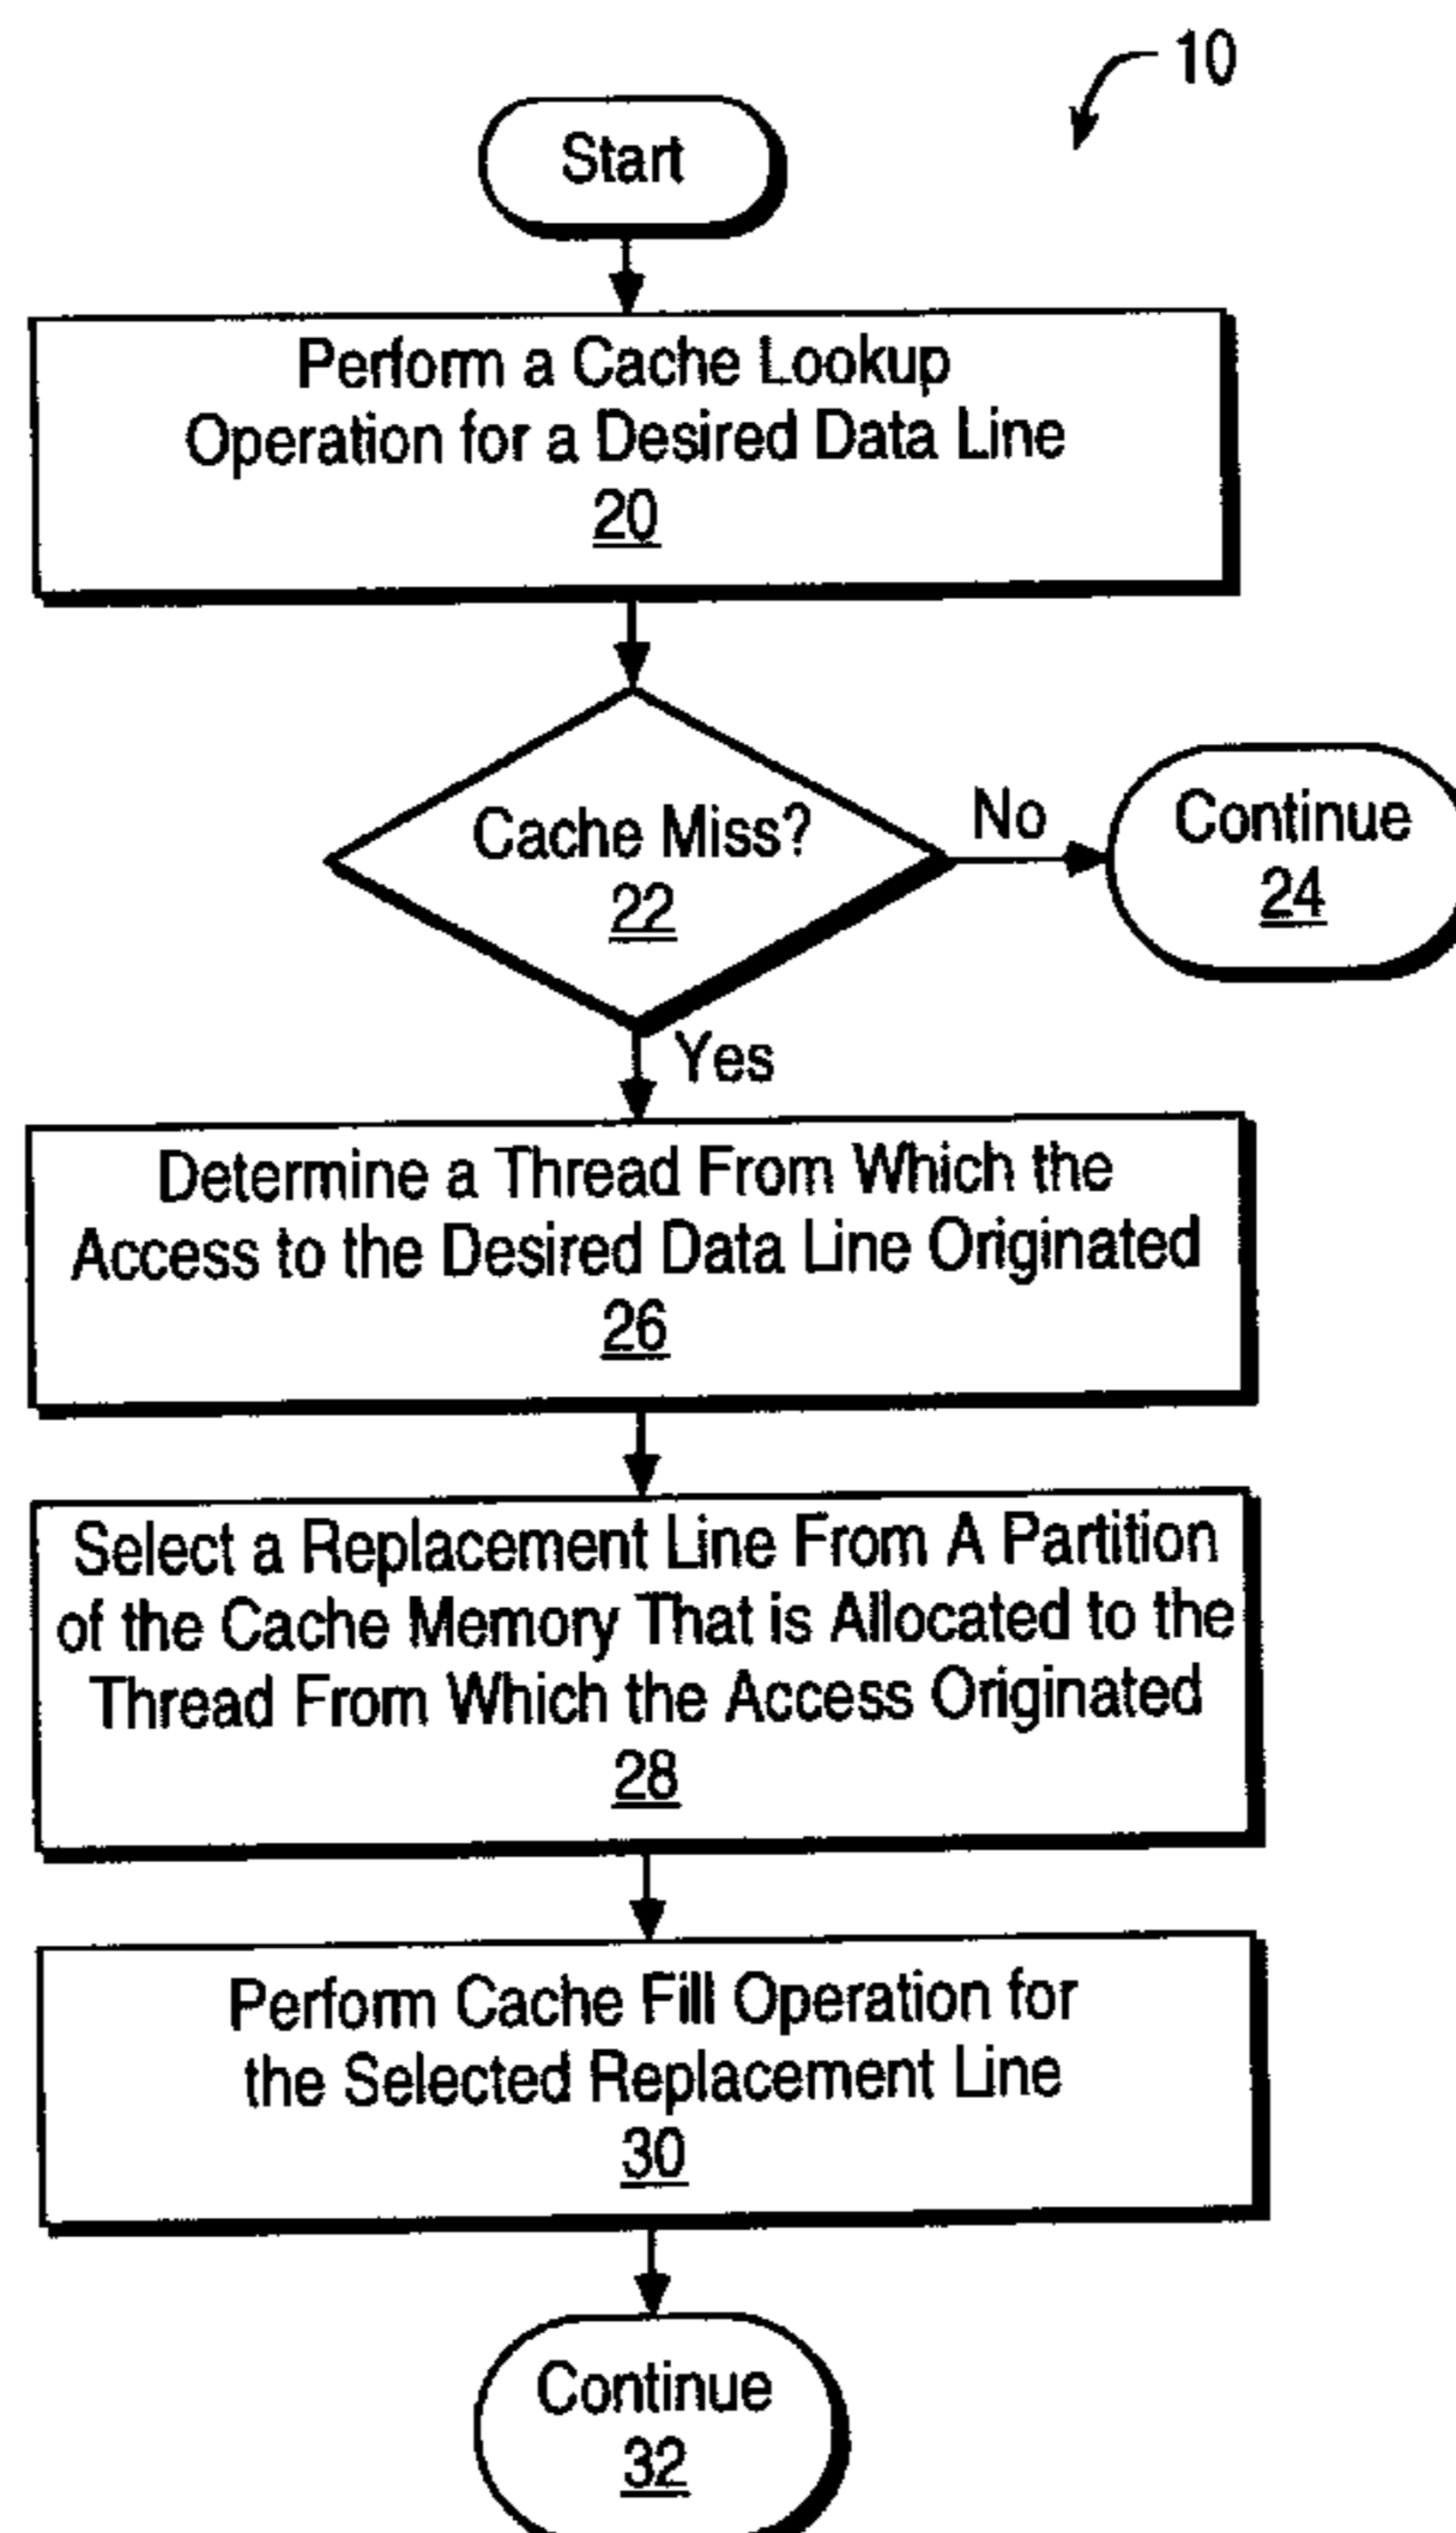 10
Start
Perform a Cache Lookup
Operation for a Desired Data Line
20
Cache Miss?
22
No
Continue
24
Yes
Determine a Thread From Which the
Access to the Desired Data Line Originated
26
Select a Replacement Line From A Partition
of the Cache Memory That is Allocated to the
Thread From Which the Access Originated
28
Perform Cache Fill Operation for
the Selected Replacement Line
30
Continue
32